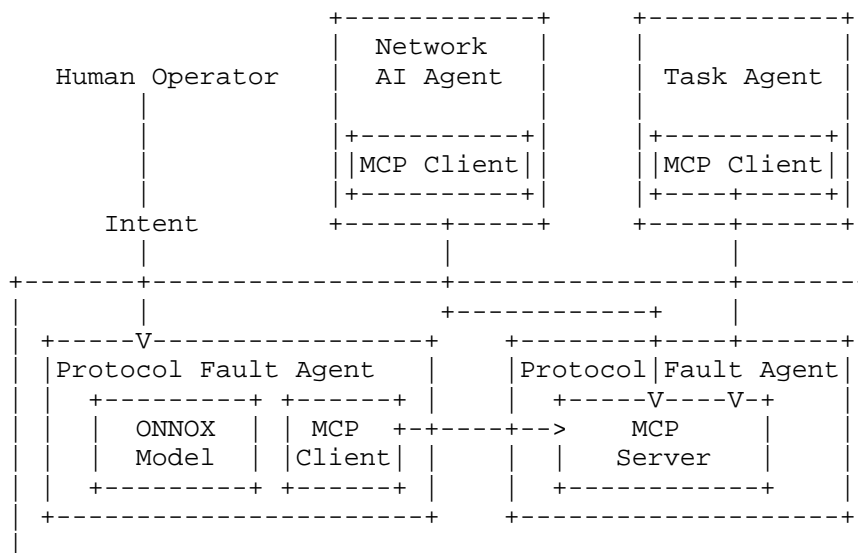 Network
Human Operator AI Agent Task Agent
MCP Client MCP Client
Intent
V
Protocol Fault Agent Protocol Fault Agent
V V
ONNOX MCP MCP
Model Client Server